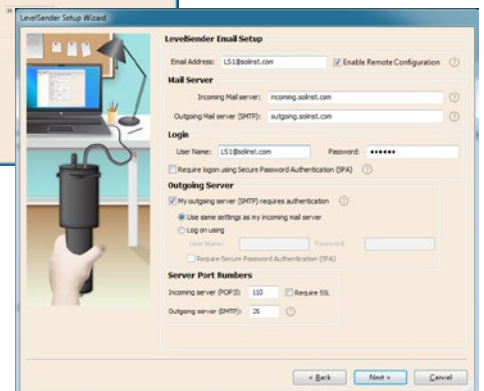 LevelSender Setup Wizard
LevelSender Email Setup
Email Address: LS1@solinst.com Enable Remote Configuration ?
Mail Server
Incoming Mail server: incoming.solinst.com ?
Outgoing Mail server (SMTP): outgoing.solinst.com ?
Login
User Name: LS1@solinst.com Password: ••••••
Require logon using Secure Password Authentication (SPA) ?
Outgoing Server
My outgoing server (SMTP) requires authentication ?
Use same settings as my incoming mail server
Log on using
User Name: Password:
Require Secure Password Authentication (SPA)
Server Port Numbers
Incoming server (POP3): 110 Require SSL
Outgoing server (SMTP): 26 ?
< Back Next > Cancel